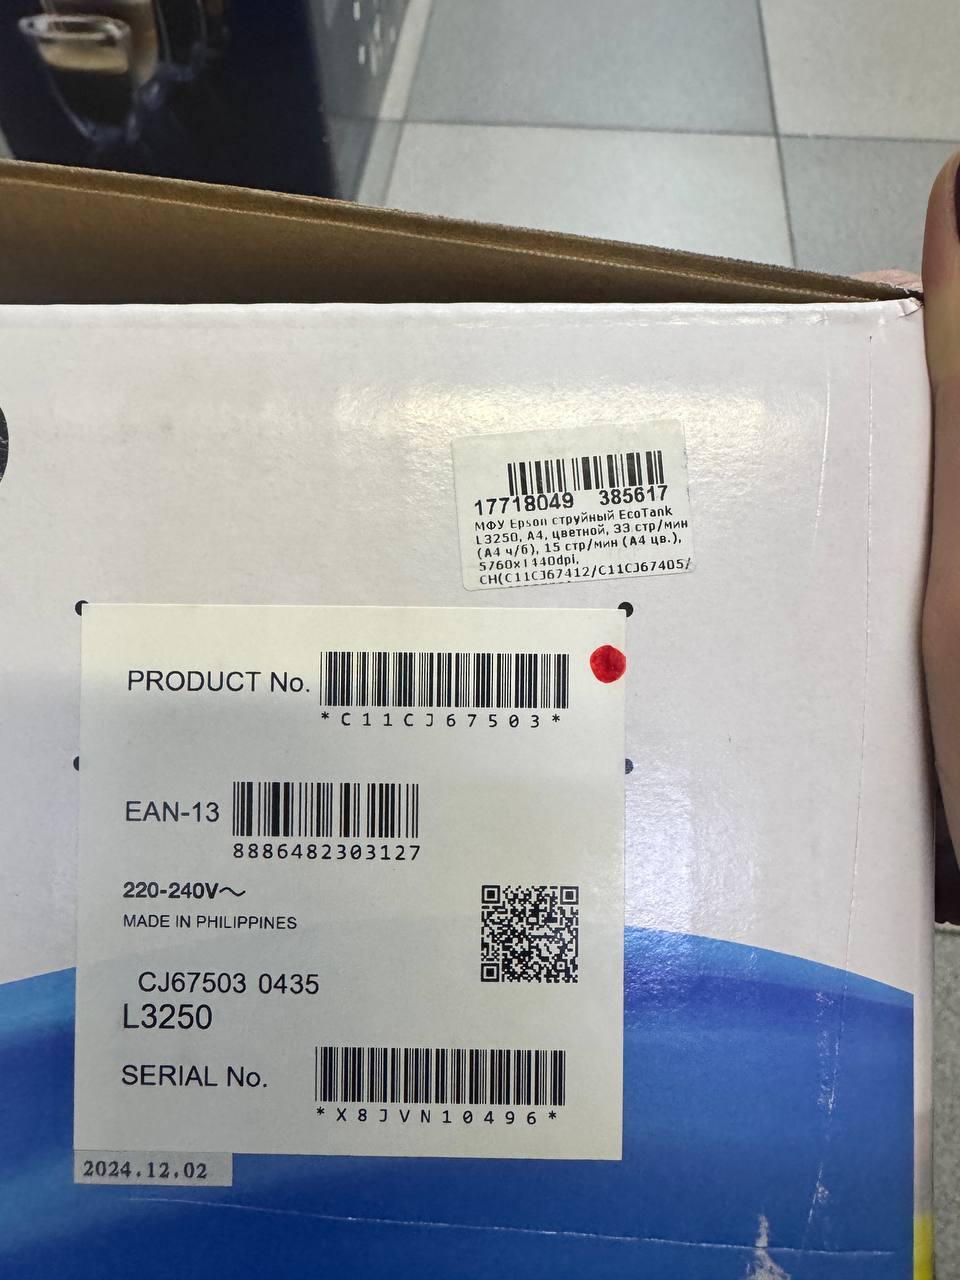 17718049 385617
МФУ Epson струйный EcoTank
L3250, A4, цветной, 33 стр/мин
(A4 ч/б), 15 стр/мин (A4 цв.),
5760x1440dpi,
CH(C11CJ67412/C11CJ67405/
PRODUCT No.
*C11CJ67503*
EAN-13
8886482303127
220-240V~
MADE IN PHILIPPINES
CJ67503 0435
L3250
SERIAL No.
*X8JVN10496*
2024.12.02